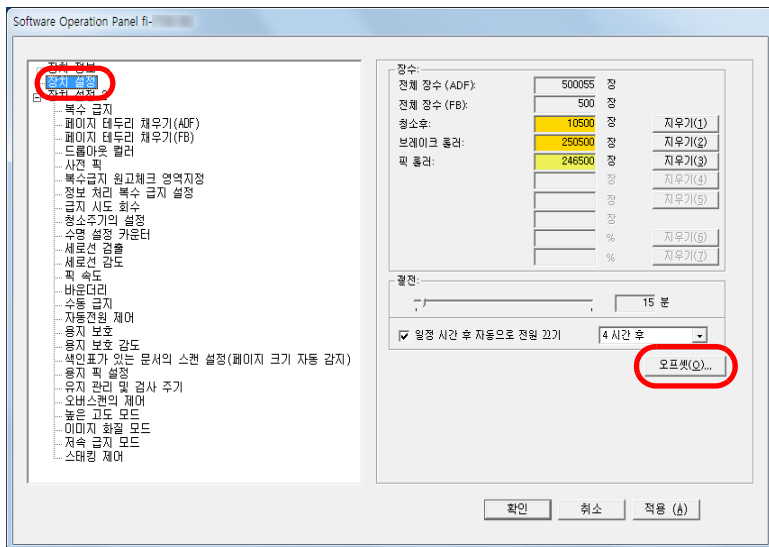 Software Operation Panel fi-
장치 정보
장치 설정
장치 설정 2
복수 급지
페이지 테두리 채우기(ADF)
페이지 테두리 채우기(FB)
드롭아웃 컬러
사전 픽
복수급지 원고체크 영역지정
정보 처리 복수 급지 설정
급지 시도 회수
청소주기의 설정
수명 설정 카운터
세로선 검출
세로선 감도
픽 속도
바운더리
수동 급지
자동전원 제어
용지 보호
용지 보호 감도
색인표가 있는 문서의 스캔 설정(페이지 크기 자동 감지)
용지 픽 설정
유지 관리 및 검사 주기
오버스캔의 제어
높은 고도 모드
이미지 화질 모드
저속 급지 모드
스태킹 제어
장수:
전체 장수 (ADF): 500055 장
전체 장수 (FB): 500 장
청소후: 10500 장 지우기(1)
브레이크 롤러: 250500 장 지우기(2)
픽 롤러: 246500 장 지우기(3)
장 지우기(4)
장 지우기(5)
장
% 지우기(6)
% 지우기(7)
절전:
15 분
일정 시간 후 자동으로 전원 끄기 4 시간 후
오프셋(O)...
확인 취소 적용 (A)